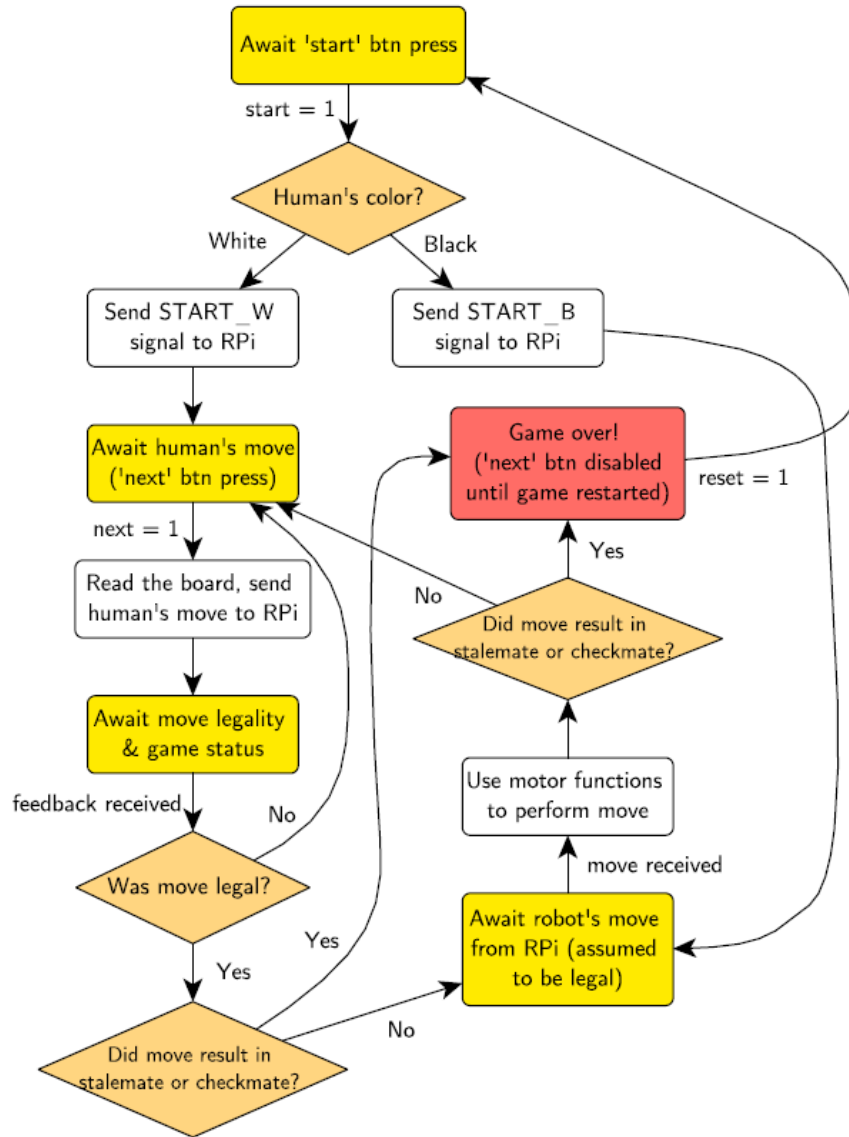 Await 'start' btn press
start = 1
Human's color?
White
Black
Send START_W
signal to RPi
Send START_B
signal to RPi
Await human's move
('next' btn press)
Game over!
('next' btn disabled
until game restarted)
reset = 1
next = 1
Yes
Read the board, send
human's move to RPi
No
Did move result in
stalemate or checkmate?
Await move legality
& game status
Use motor functions
to perform move
feedback received
No
move received
Was move legal?
Await robot's move
from RPi (assumed
to be legal)
Yes
Yes
No
Did move result in
stalemate or checkmate?